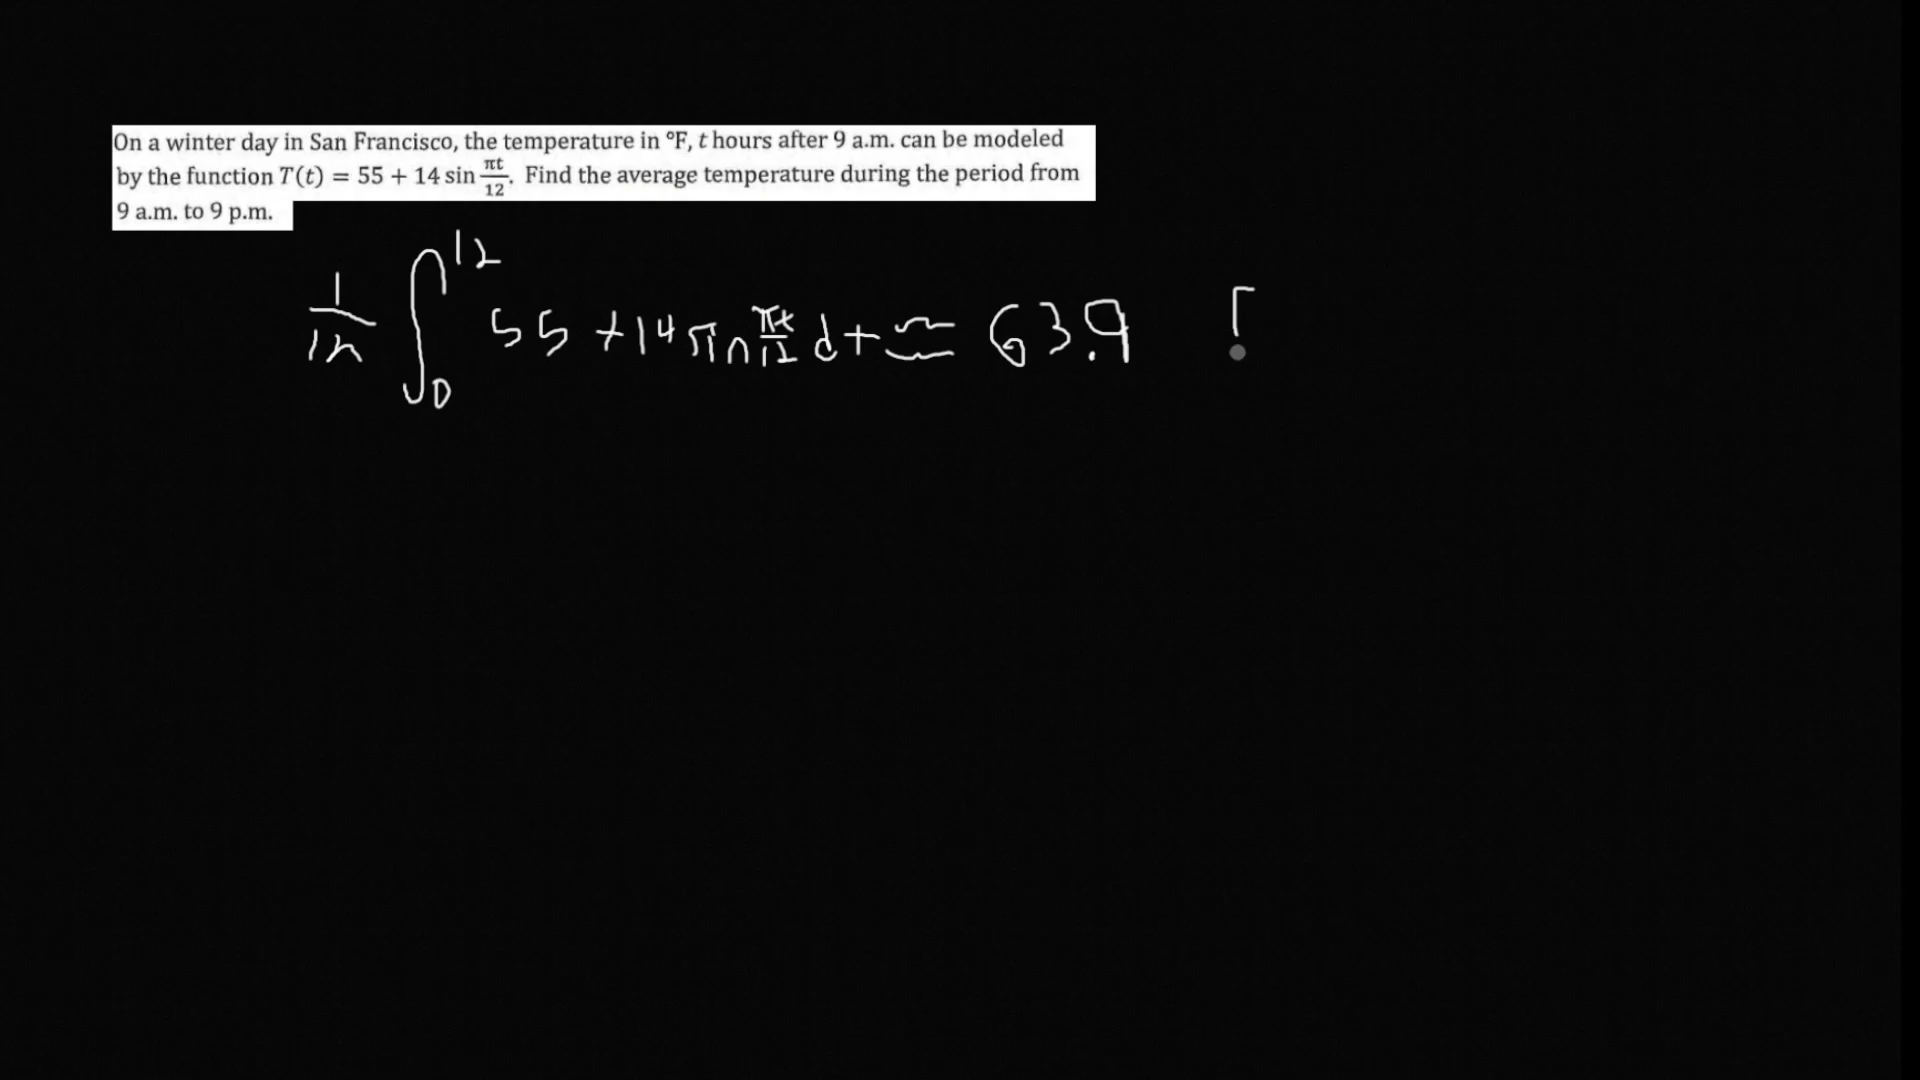 On a winter day in San Francisco, the temperature in °F, t hours after 9 a.m. can be modeled
by the function T(t) = 55 + 14 sin πt/12. Find the average temperature during the period from
9 a.m. to 9 p.m.
1/12 ∫₀¹² 55 + 14 sin πt/12 dt ≈ 63.9